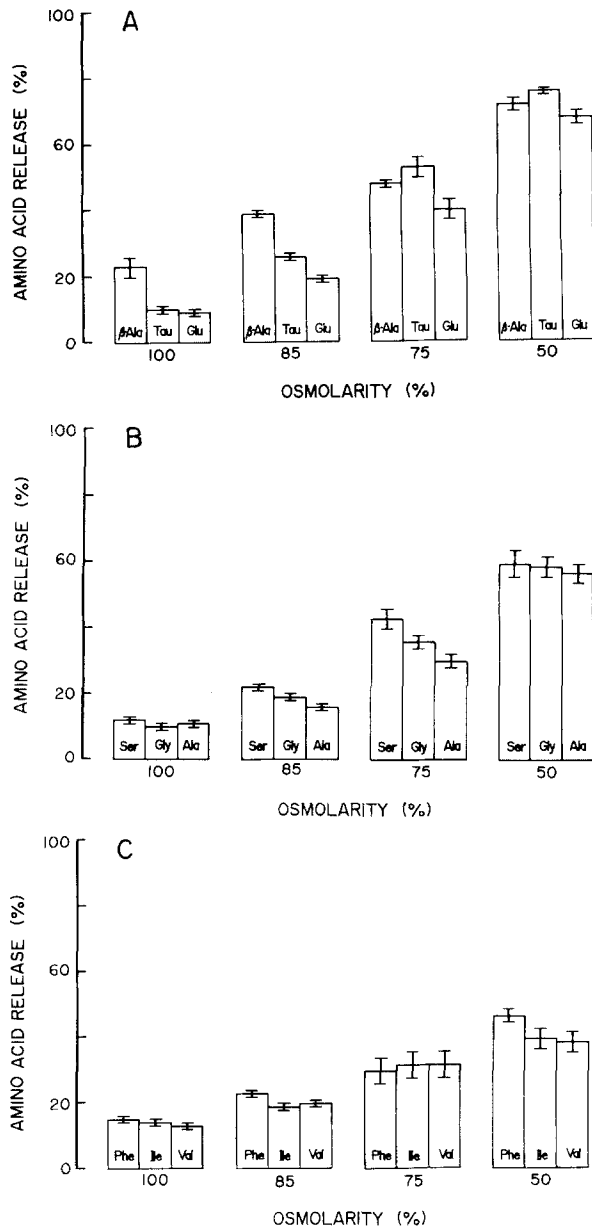 A
AMINO ACID RELEASE (%)
100
60
20
0
β-Ala Tau Glu
β-Ala Tau Glu
β-Ala Tau Glu
β-Ala Tau Glu
100 85 75 50
OSMOLARITY (%)
B
AMINO ACID RELEASE (%)
100
60
20
0
Ser Gly Ala
Ser Gly Ala
Ser Gly Ala
Ser Gly Ala
100 85 75 50
OSMOLARITY (%)
C
AMINO ACID RELEASE (%)
100
60
20
0
Phe Ile Val
Phe Ile Val
Phe Ile Val
Phe Ile Val
100 85 75 50
OSMOLARITY (%)